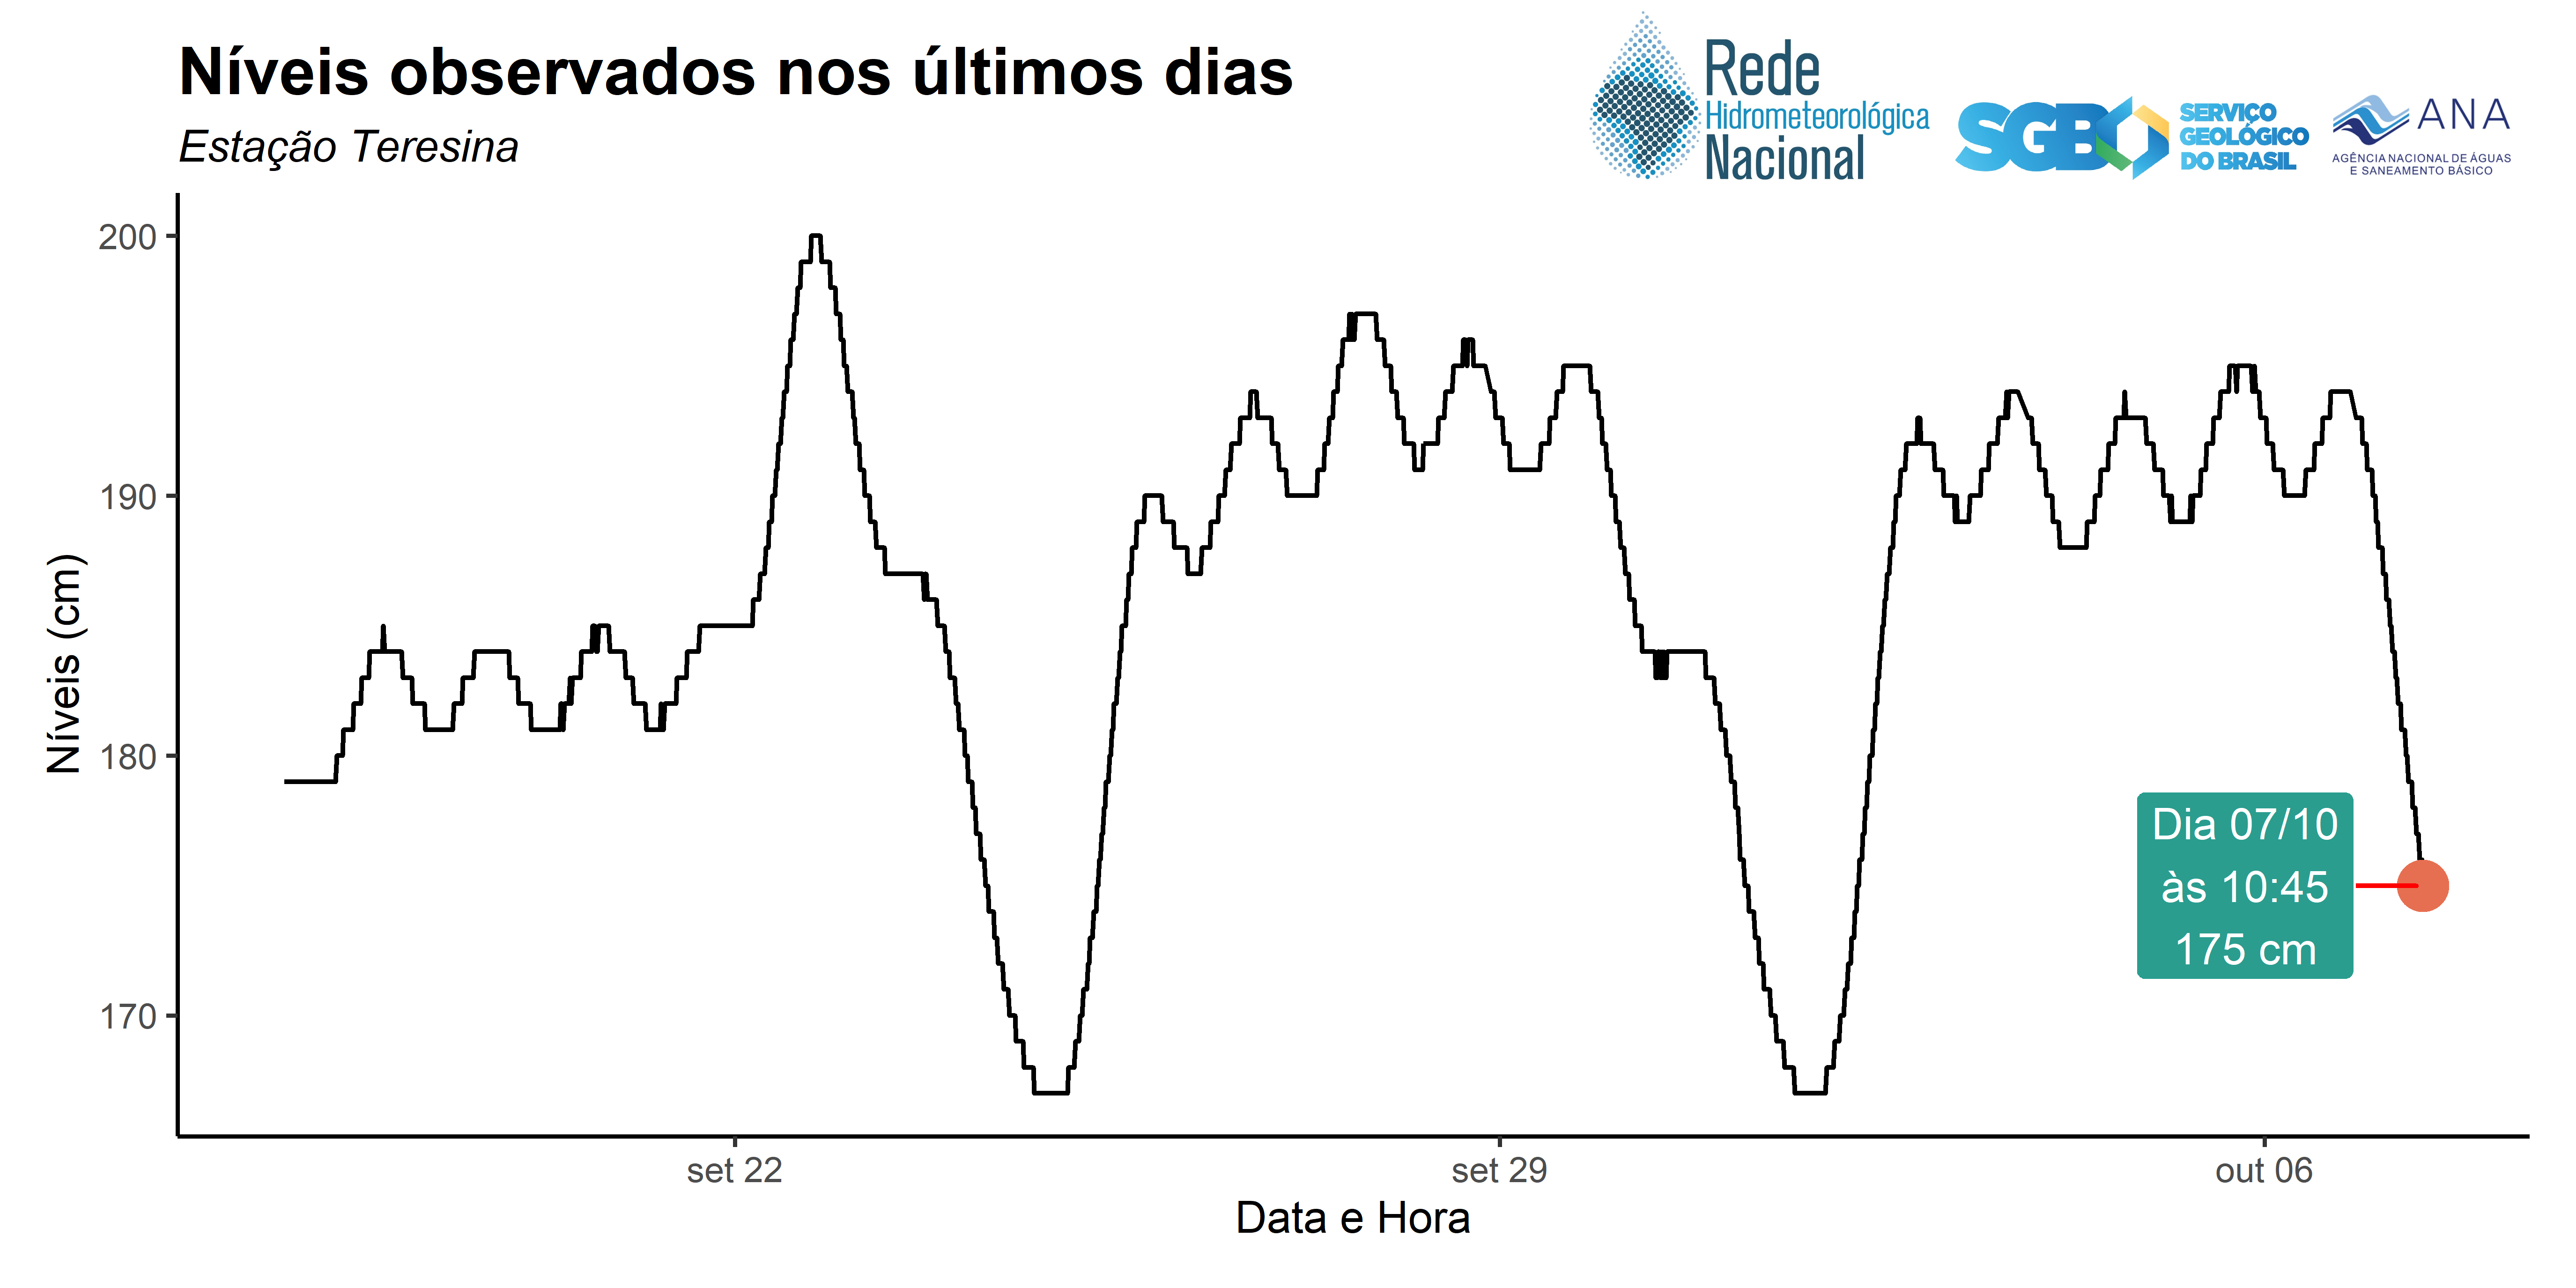 Níveis observados nos últimos dias
Estação Teresina
Rede
Hidrometeorológica
Nacional
SGB
SERVIÇO
GEOLÓGICO
DO BRASIL
ANA
AGÊNCIA NACIONAL DE ÁGUAS
E SANEAMENTO BÁSICO
Níveis (cm)
200
190
180
170
Dia 07/10
às 10:45
175 cm
set 22
set 29
out 06
Data e Hora